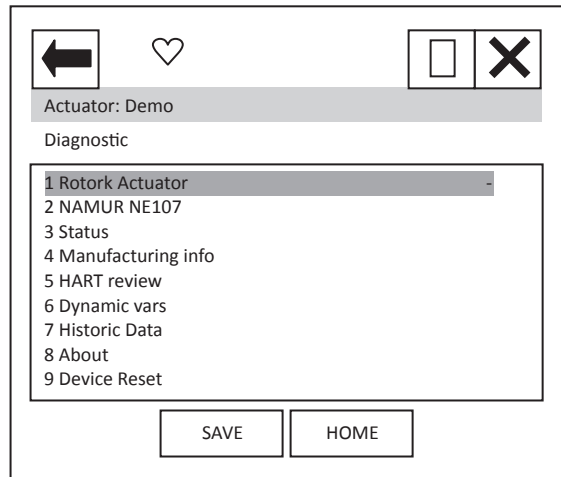 Actuator: Demo
Diagnostic
1 Rotork Actuator -
2 NAMUR NE107
3 Status
4 Manufacturing info
5 HART review
6 Dynamic vars
7 Historic Data
8 About
9 Device Reset
SAVE HOME